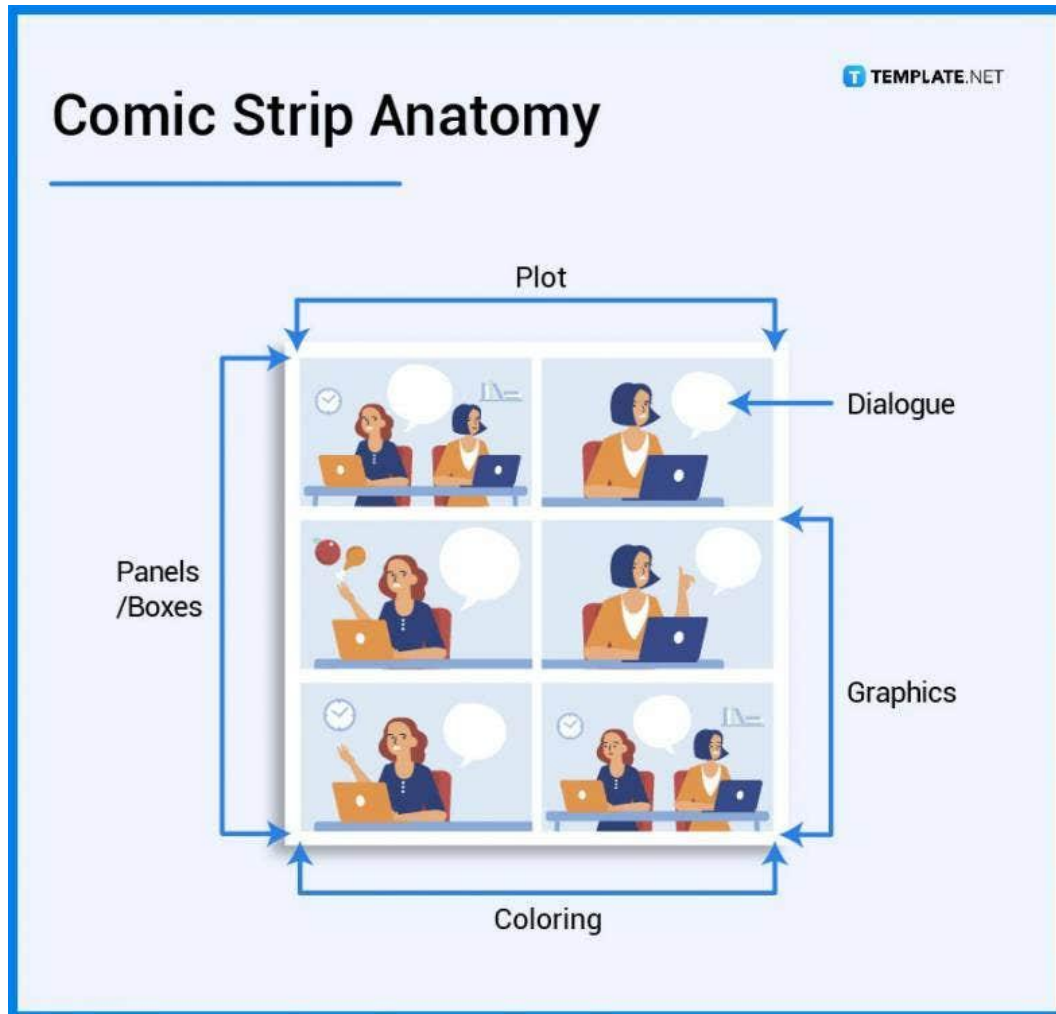 TEMPLATE.NET
Comic Strip Anatomy
Plot
Dialogue
Panels
/Boxes
Graphics
Coloring